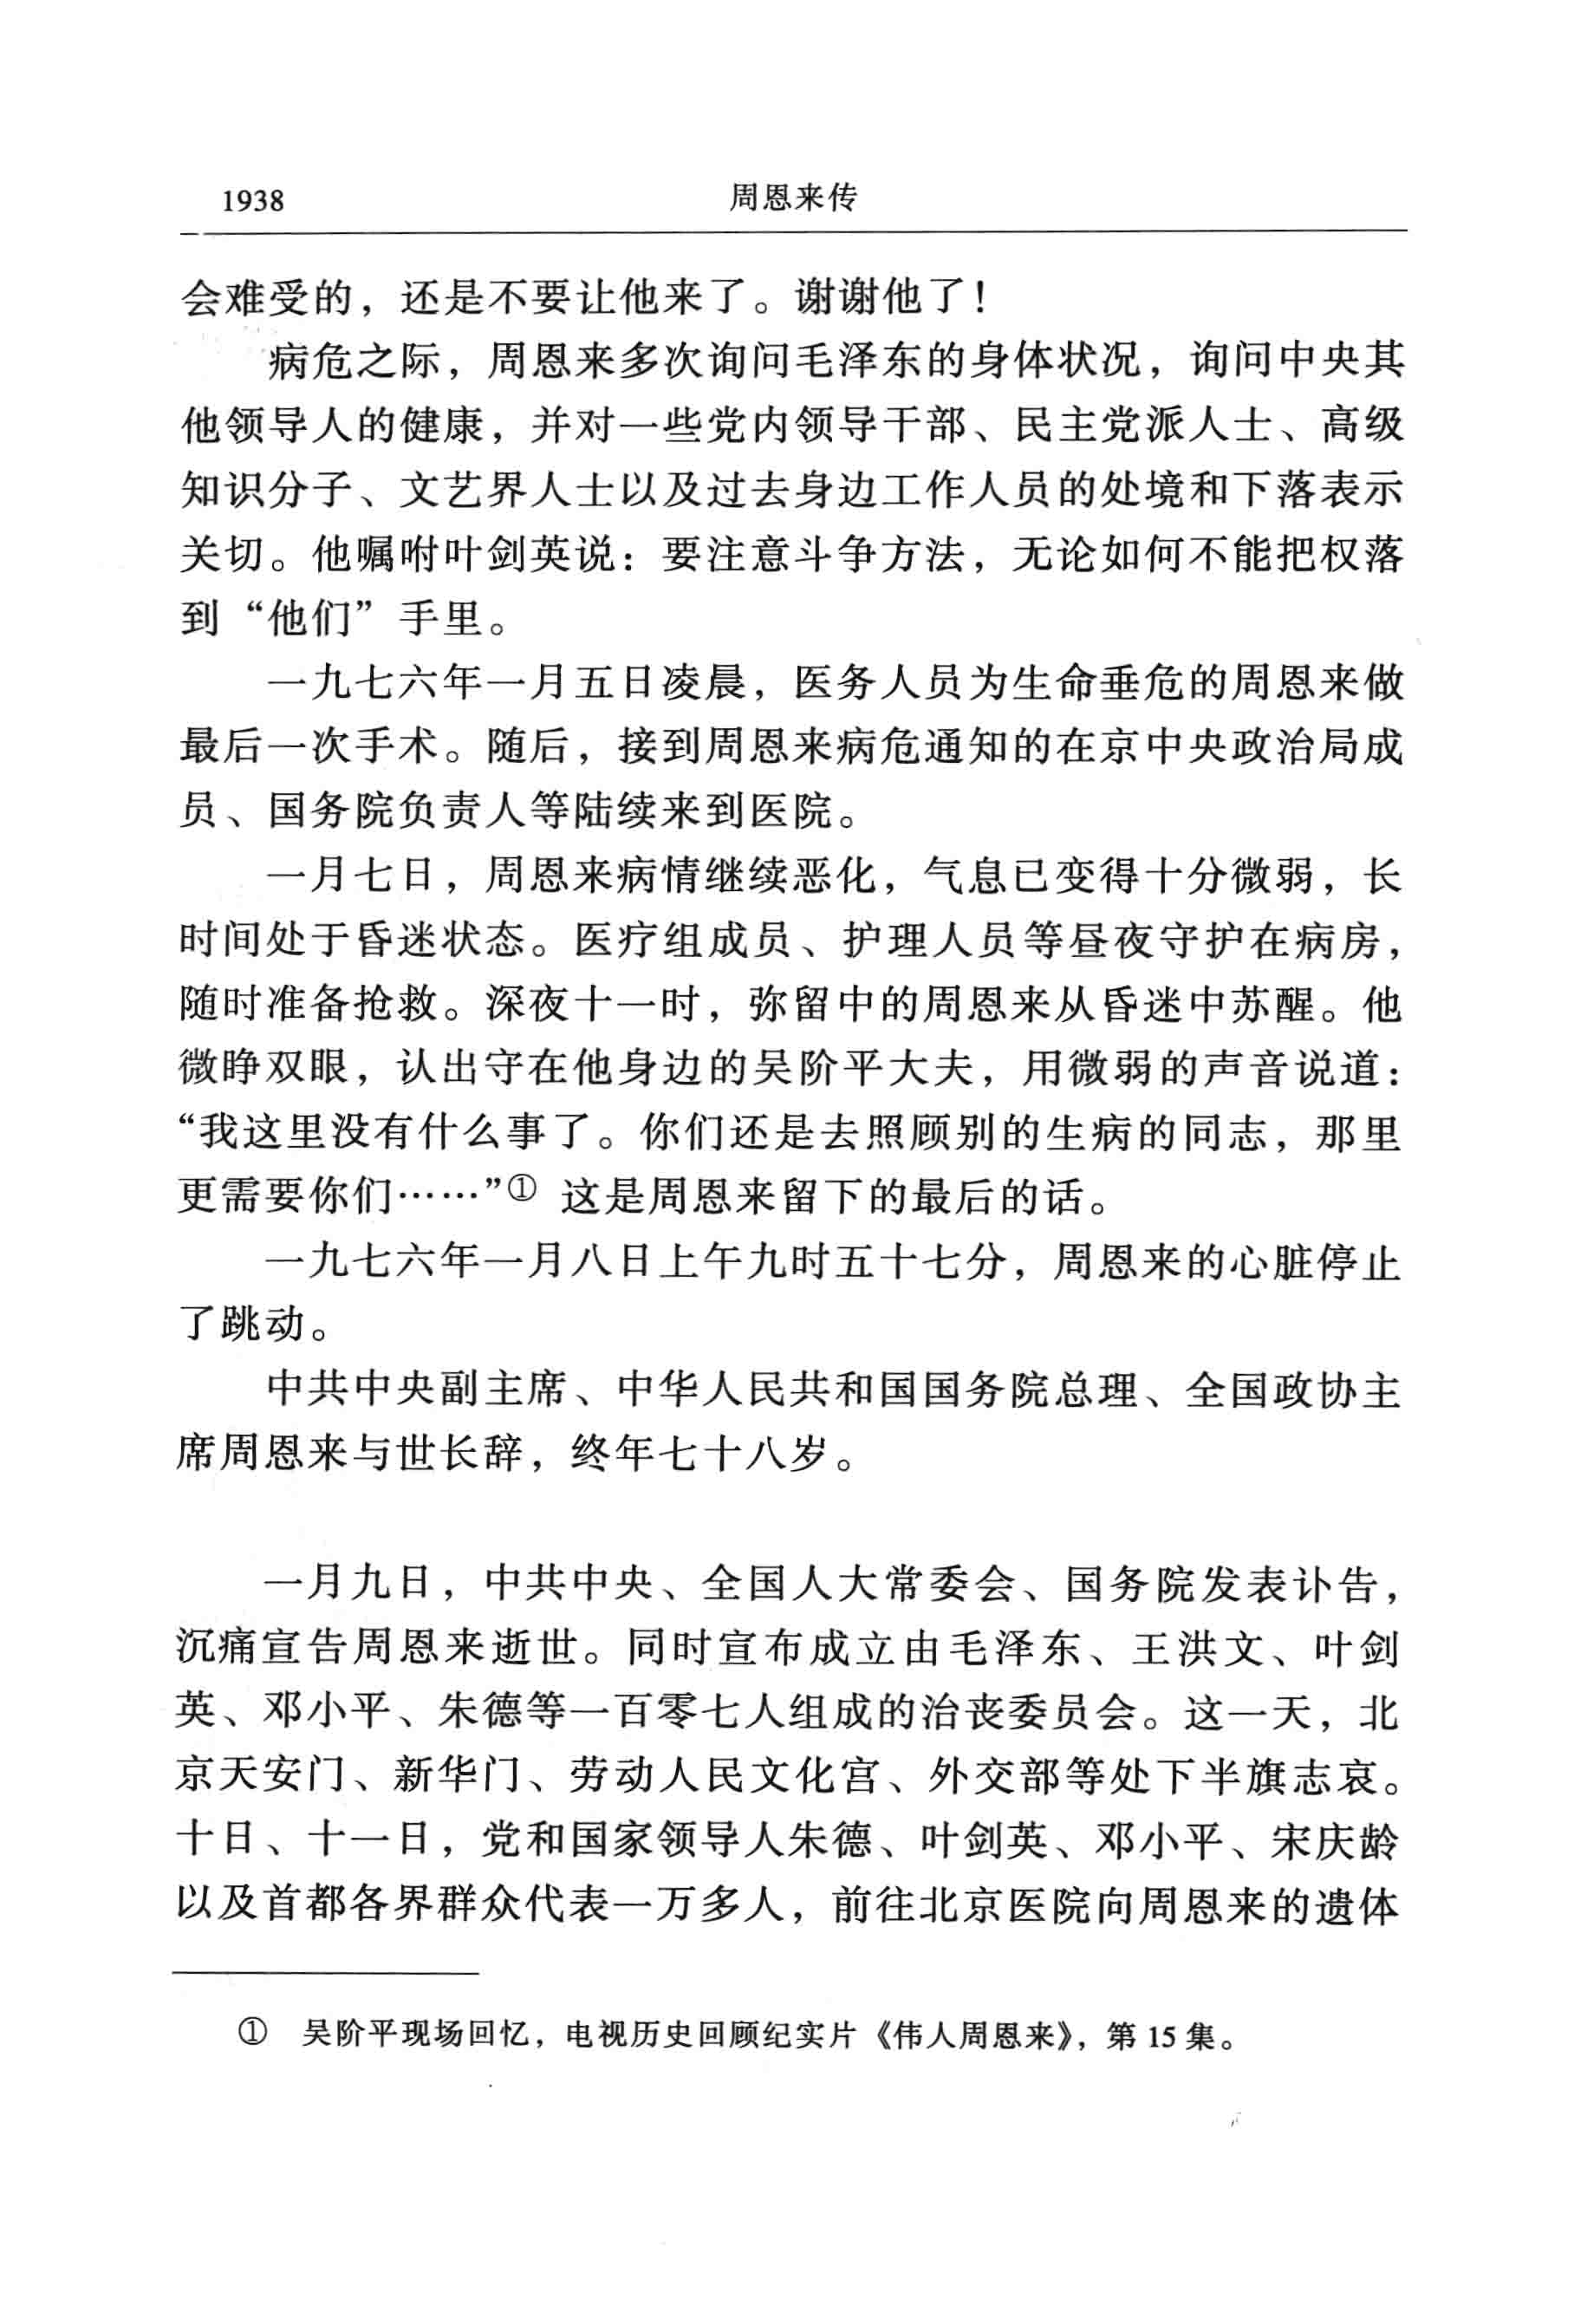 1938 周恩来传
会难受的，还是不要让他来了。谢谢他了！
病危之际，周恩来多次询问毛泽东的身体状况，询问中央其
他领导人的健康，并对一些党内领导干部、民主党派人士、高级
知识分子、文艺界人士以及过去身边工作人员的处境和下落表示
关切。他嘱咐叶剑英说：要注意斗争方法，无论如何不能把权落
到“他们”手里。
一九七六年一月五日凌晨，医务人员为生命垂危的周恩来做
最后一次手术。随后，接到周恩来病危通知的在京中央政治局成
员、国务院负责人等陆续来到医院。
一月七日，周恩来病情继续恶化，气息已变得十分微弱，长
时间处于昏迷状态。医疗组成员、护理人员等昼夜守护在病房，
随时准备抢救。深夜十一时，弥留中的周恩来从昏迷中苏醒。他
微睁双眼，认出守在他身边的吴阶平大夫，用微弱的声音说道：
“我这里没有什么事了。你们还是去照顾别的生病的同志，那里
更需要你们……”① 这是周恩来留下的最后的话。
一九七六年一月八日上午九时五十七分，周恩来的心脏停止
了跳动。
中共中央副主席、中华人民共和国国务院总理、全国政协主
席周恩来与世长辞，终年七十八岁。
一月九日，中共中央、全国人大常委会、国务院发表讣告，
沉痛宣告周恩来逝世。同时宣布成立由毛泽东、王洪文、叶剑
英、邓小平、朱德等一百零七人组成的治丧委员会。这一天，北
京天安门、新华门、劳动人民文化宫、外交部等处下半旗志哀。
十日、十一日，党和国家领导人朱德、叶剑英、邓小平、宋庆龄
以及首都各界群众代表一万多人，前往北京医院向周恩来的遗体
① 吴阶平现场回忆，电视历史回顾纪实片《伟人周恩来》，第 15 集。